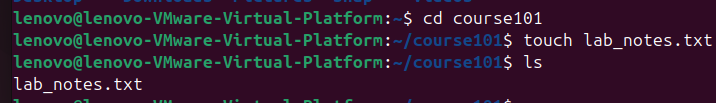 lenovo@lenovo-VMware-Virtual-Platform:~$ cd course101
lenovo@lenovo-VMware-Virtual-Platform:~/course101$ touch lab_notes.txt
lenovo@lenovo-VMware-Virtual-Platform:~/course101$ ls
lab_notes.txt